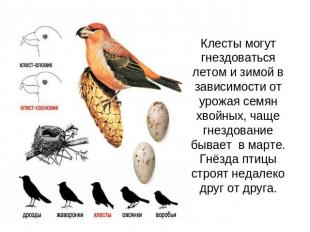 клест-еловик
клест-сосновик
дрозды жаворонки клесты овсянки воробьи
Клесты могут
гнездоваться
летом и зимой в
зависимости от
урожая семян
хвойных, чаще
гнездование
бывает в марте.
Гнёзда птицы
строят недалеко
друг от друга.